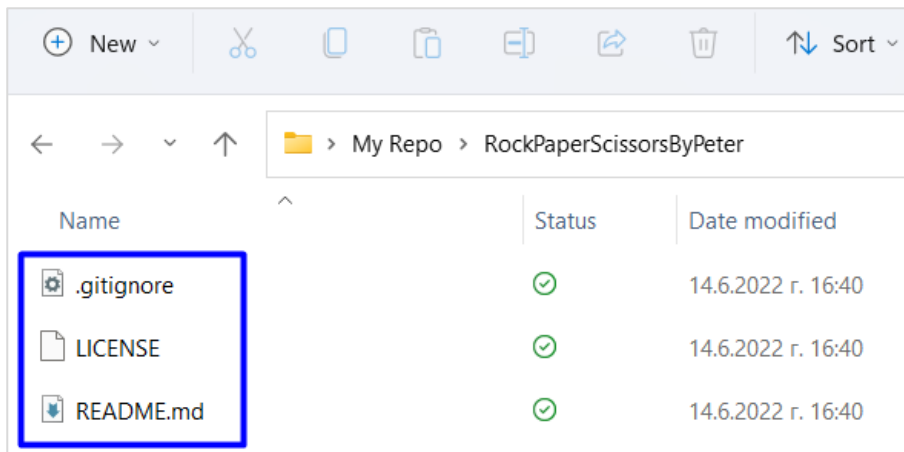 New Sort
My Repo RockPaperScissorsByPeter
Name Status Date modified
.gitignore 14.6.2022 г. 16:40
LICENSE 14.6.2022 г. 16:40
README.md 14.6.2022 г. 16:40